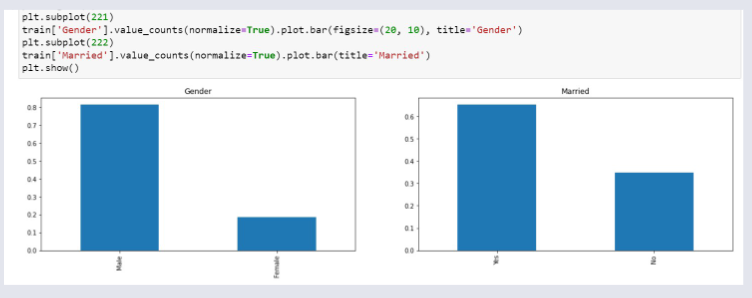 plt.subplot(221)
train['Gender'].value_counts(normalize=True).plot.bar(figsize=(20, 10), title='Gender')
plt.subplot(222)
train['Married'].value_counts(normalize=True).plot.bar(title='Married')
plt.show()
Gender
0.8
0.7
0.6
0.5
0.4
0.3
0.2
0.1
0.0
Male
Female
Married
0.6
0.5
0.4
0.3
0.2
0.1
0.0
Yes
No